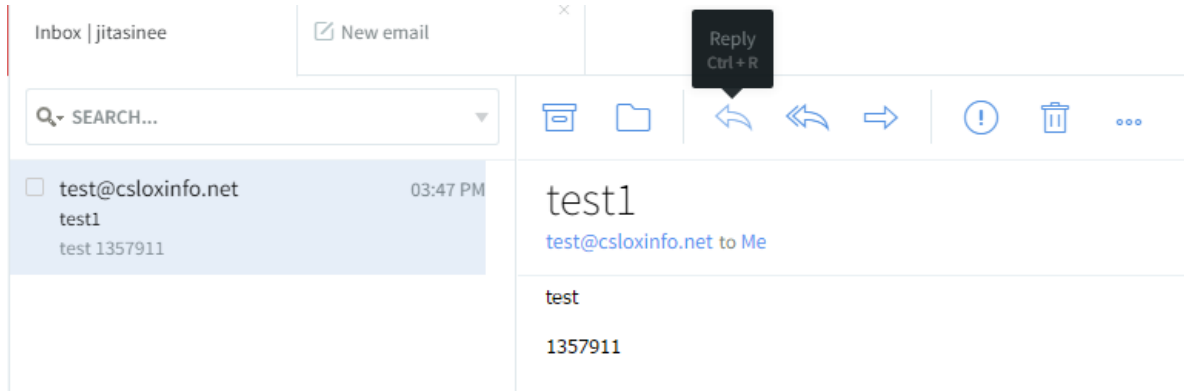 Inbox | jitasinee
New email
Reply
Ctrl + R
SEARCH...
test@csloxinfo.net 03:47 PM
test1
test 1357911
test1
test@csloxinfo.net to Me
test
1357911